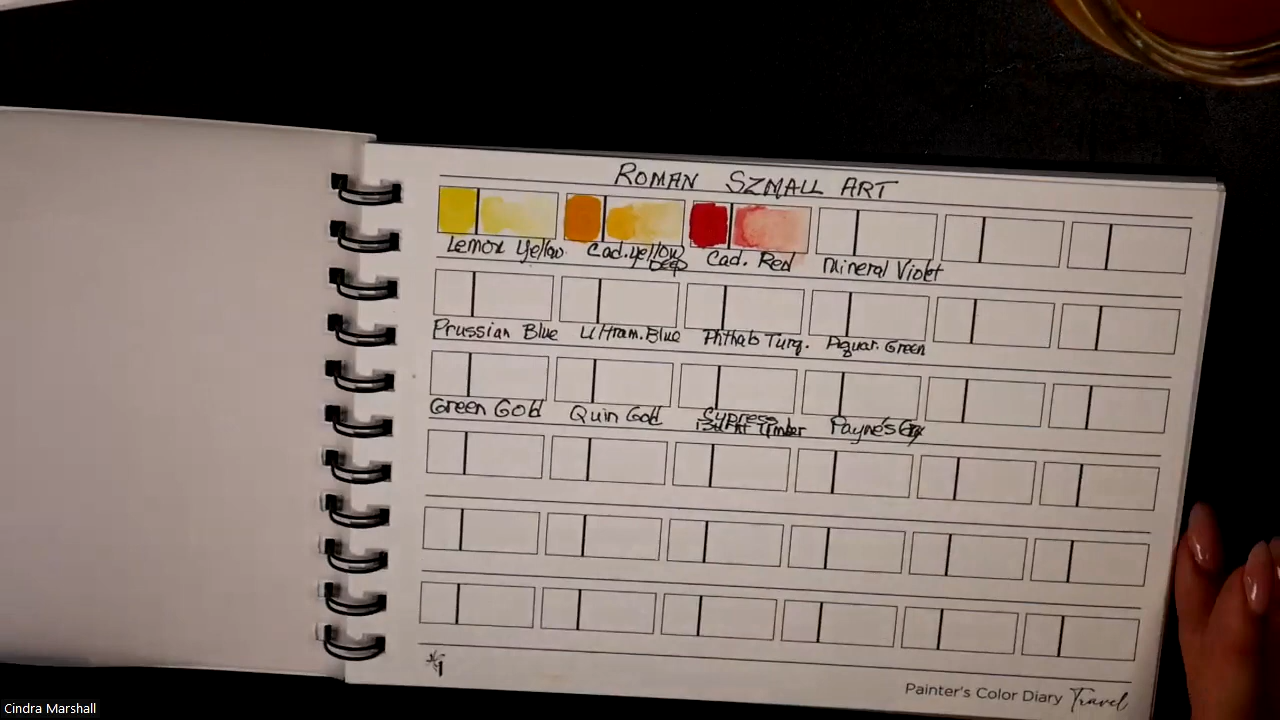 ROMAN SZMALL ART
Lemon Yellow Cad. Yellow Deep Cad. Red Mineral Violet
Prussian Blue Ultram. Blue Phthalo Turq. Aquar. Green
Green Gold Quin Gold Cypress Burnt Umber Payne's
Painter's Color Diary Travel
Cindra Marshall